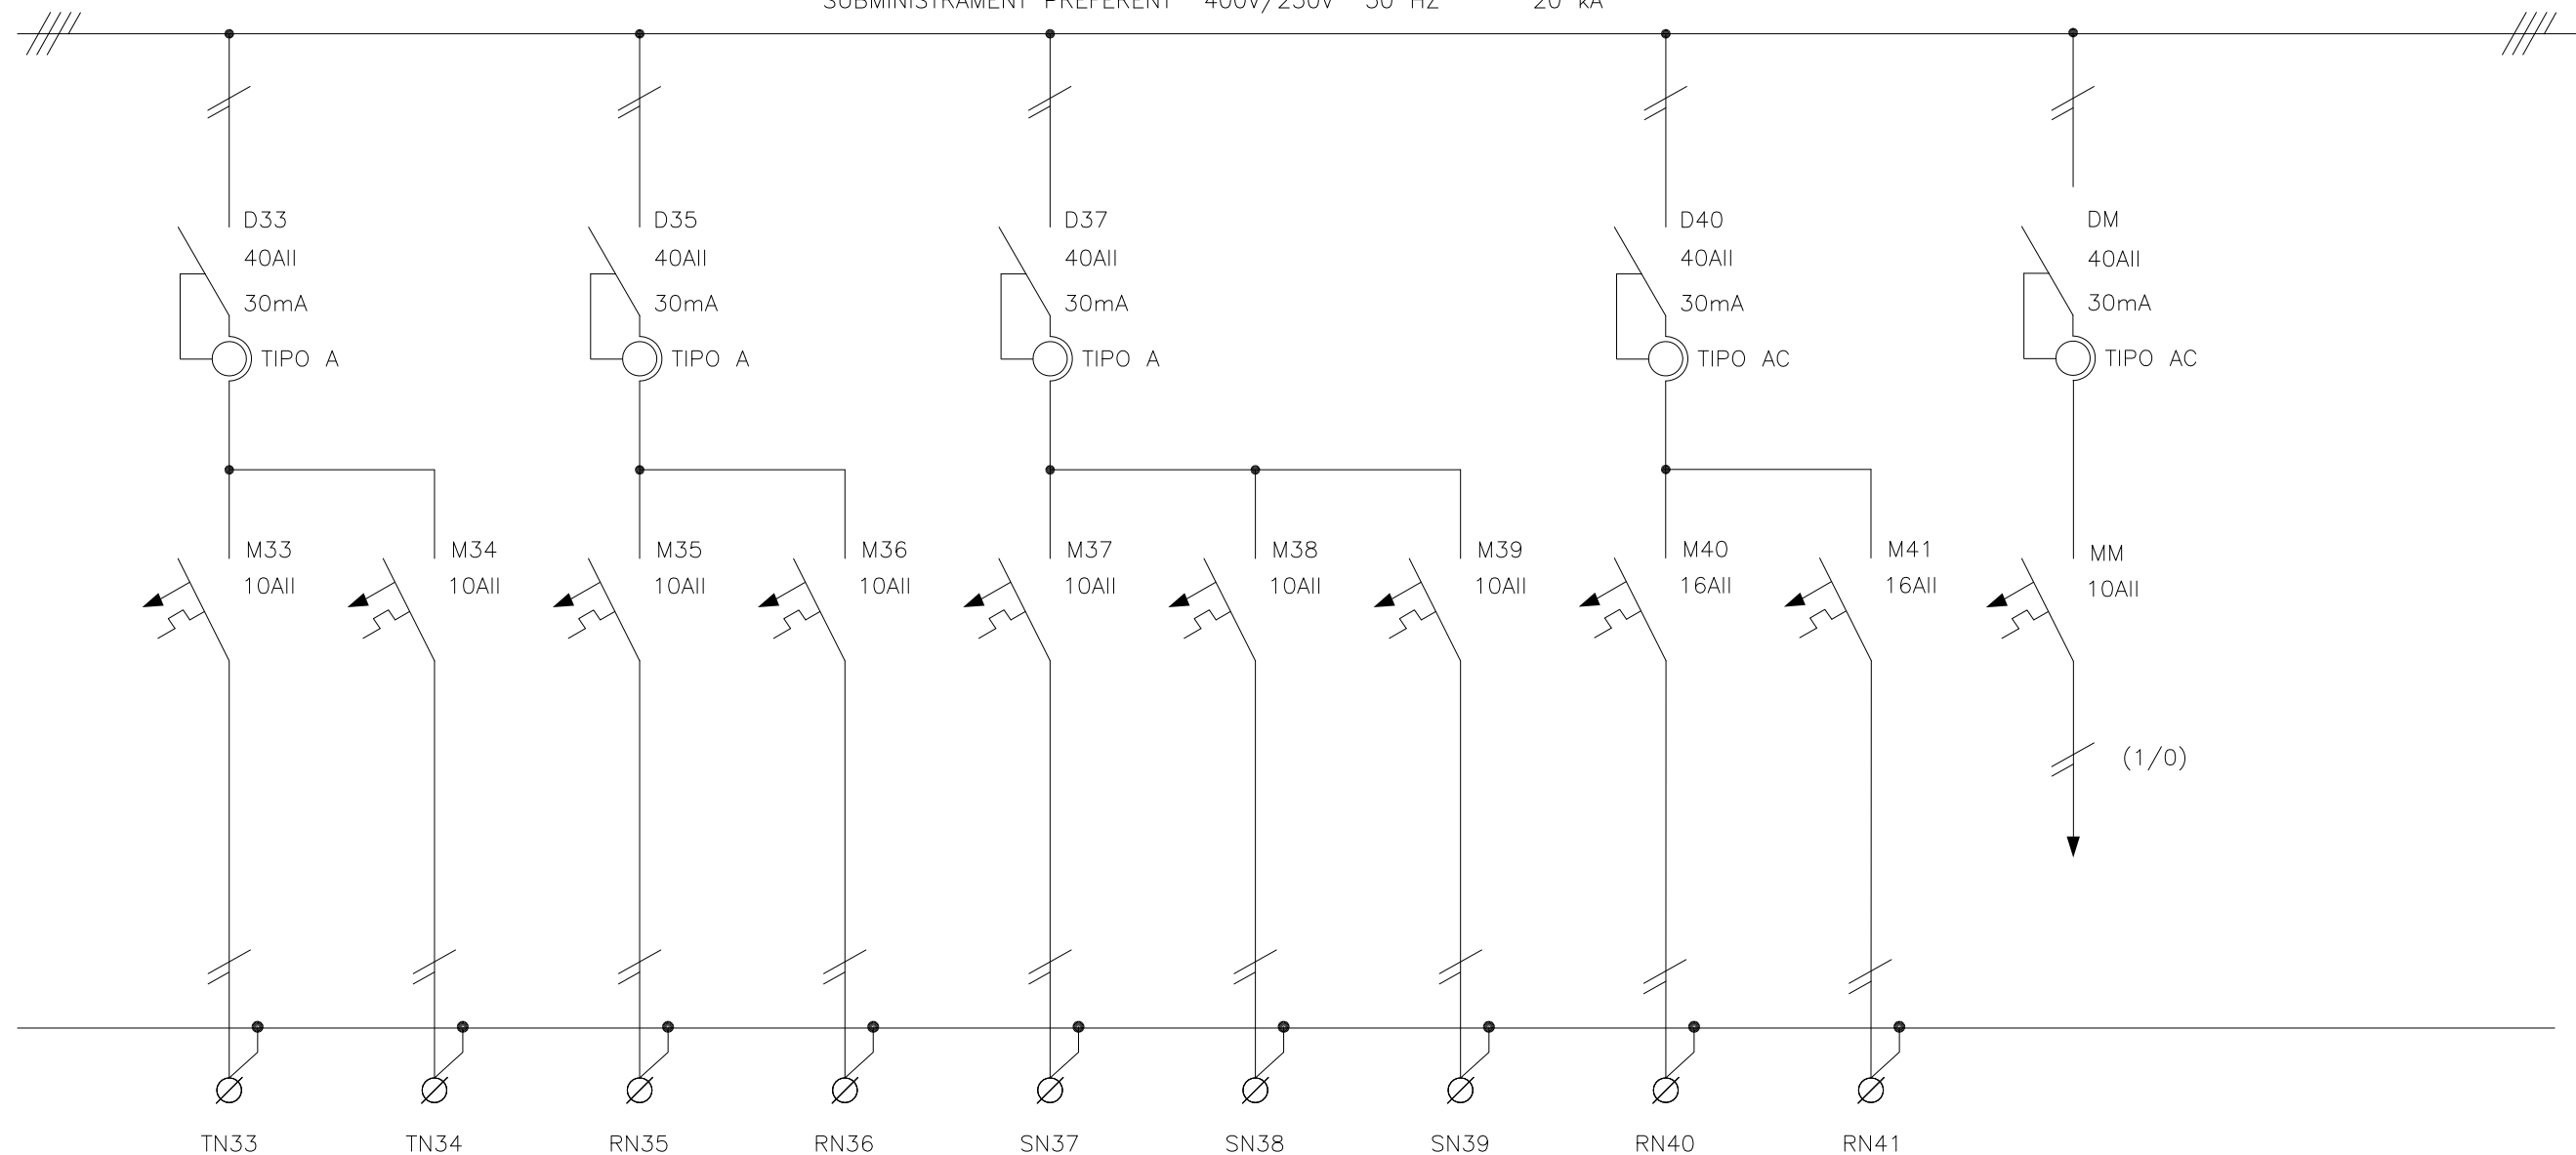 SUBMINISTRAMENT PREFERENT 400V/230V 50 HZ 20 kA
D33 D35 D37 D40 DM
40AII 40AII 40AII 40AII 40AII
30mA 30mA 30mA 30mA 30mA
TIPO A TIPO A TIPO A TIPO AC TIPO AC
M33 M34 M35 M36 M37 M38 M39 M40 M41 MM
10AII 10AII 10AII 10AII 10AII 10AII 10AII 16AII 16AII 10AII
(1/0)
TN33 TN34 RN35 RN36 SN37 SN38 SN39 RN40 RN41